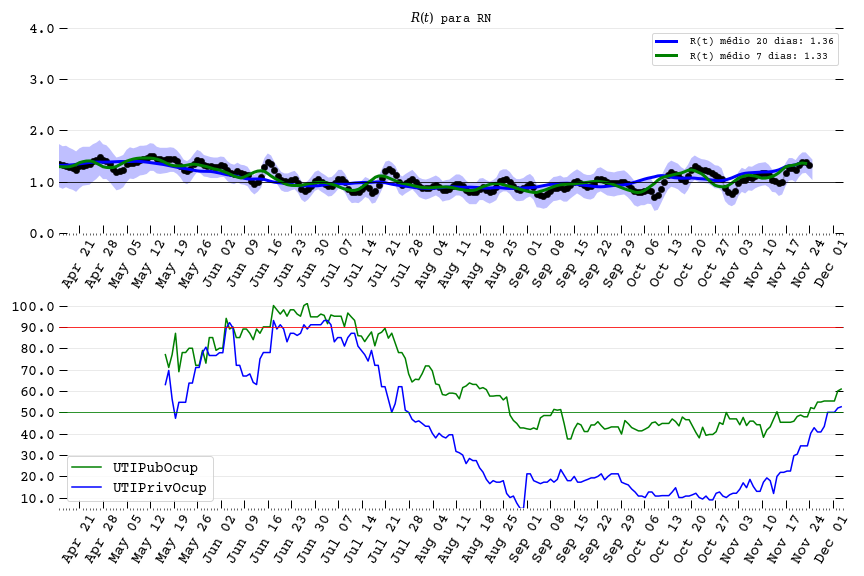 R(t) para RN
4.0
3.0
2.0
1.0
0.0
R(t) médio 20 dias: 1.36
R(t) médio 7 dias: 1.33
Apr 21 Apr 28 May 05 May 12 May 19 May 26 Jun 02 Jun 09 Jun 16 Jun 23 Jun 30 Jul 07 Jul 14 Jul 21 Jul 28 Aug 04 Aug 11 Aug 18 Aug 25 Sep 01 Sep 08 Sep 15 Sep 22 Sep 29 Oct 06 Oct 13 Oct 20 Oct 27 Nov 03 Nov 10 Nov 17 Nov 24 Dec 01
100.0
90.0
80.0
70.0
60.0
50.0
40.0
30.0
20.0
10.0
UTIPubOcup
UTIPrivOcup
Apr 21 Apr 28 May 05 May 12 May 19 May 26 Jun 02 Jun 09 Jun 16 Jun 23 Jun 30 Jul 07 Jul 14 Jul 21 Jul 28 Aug 04 Aug 11 Aug 18 Aug 25 Sep 01 Sep 08 Sep 15 Sep 22 Sep 29 Oct 06 Oct 13 Oct 20 Oct 27 Nov 03 Nov 10 Nov 17 Nov 24 Dec 01